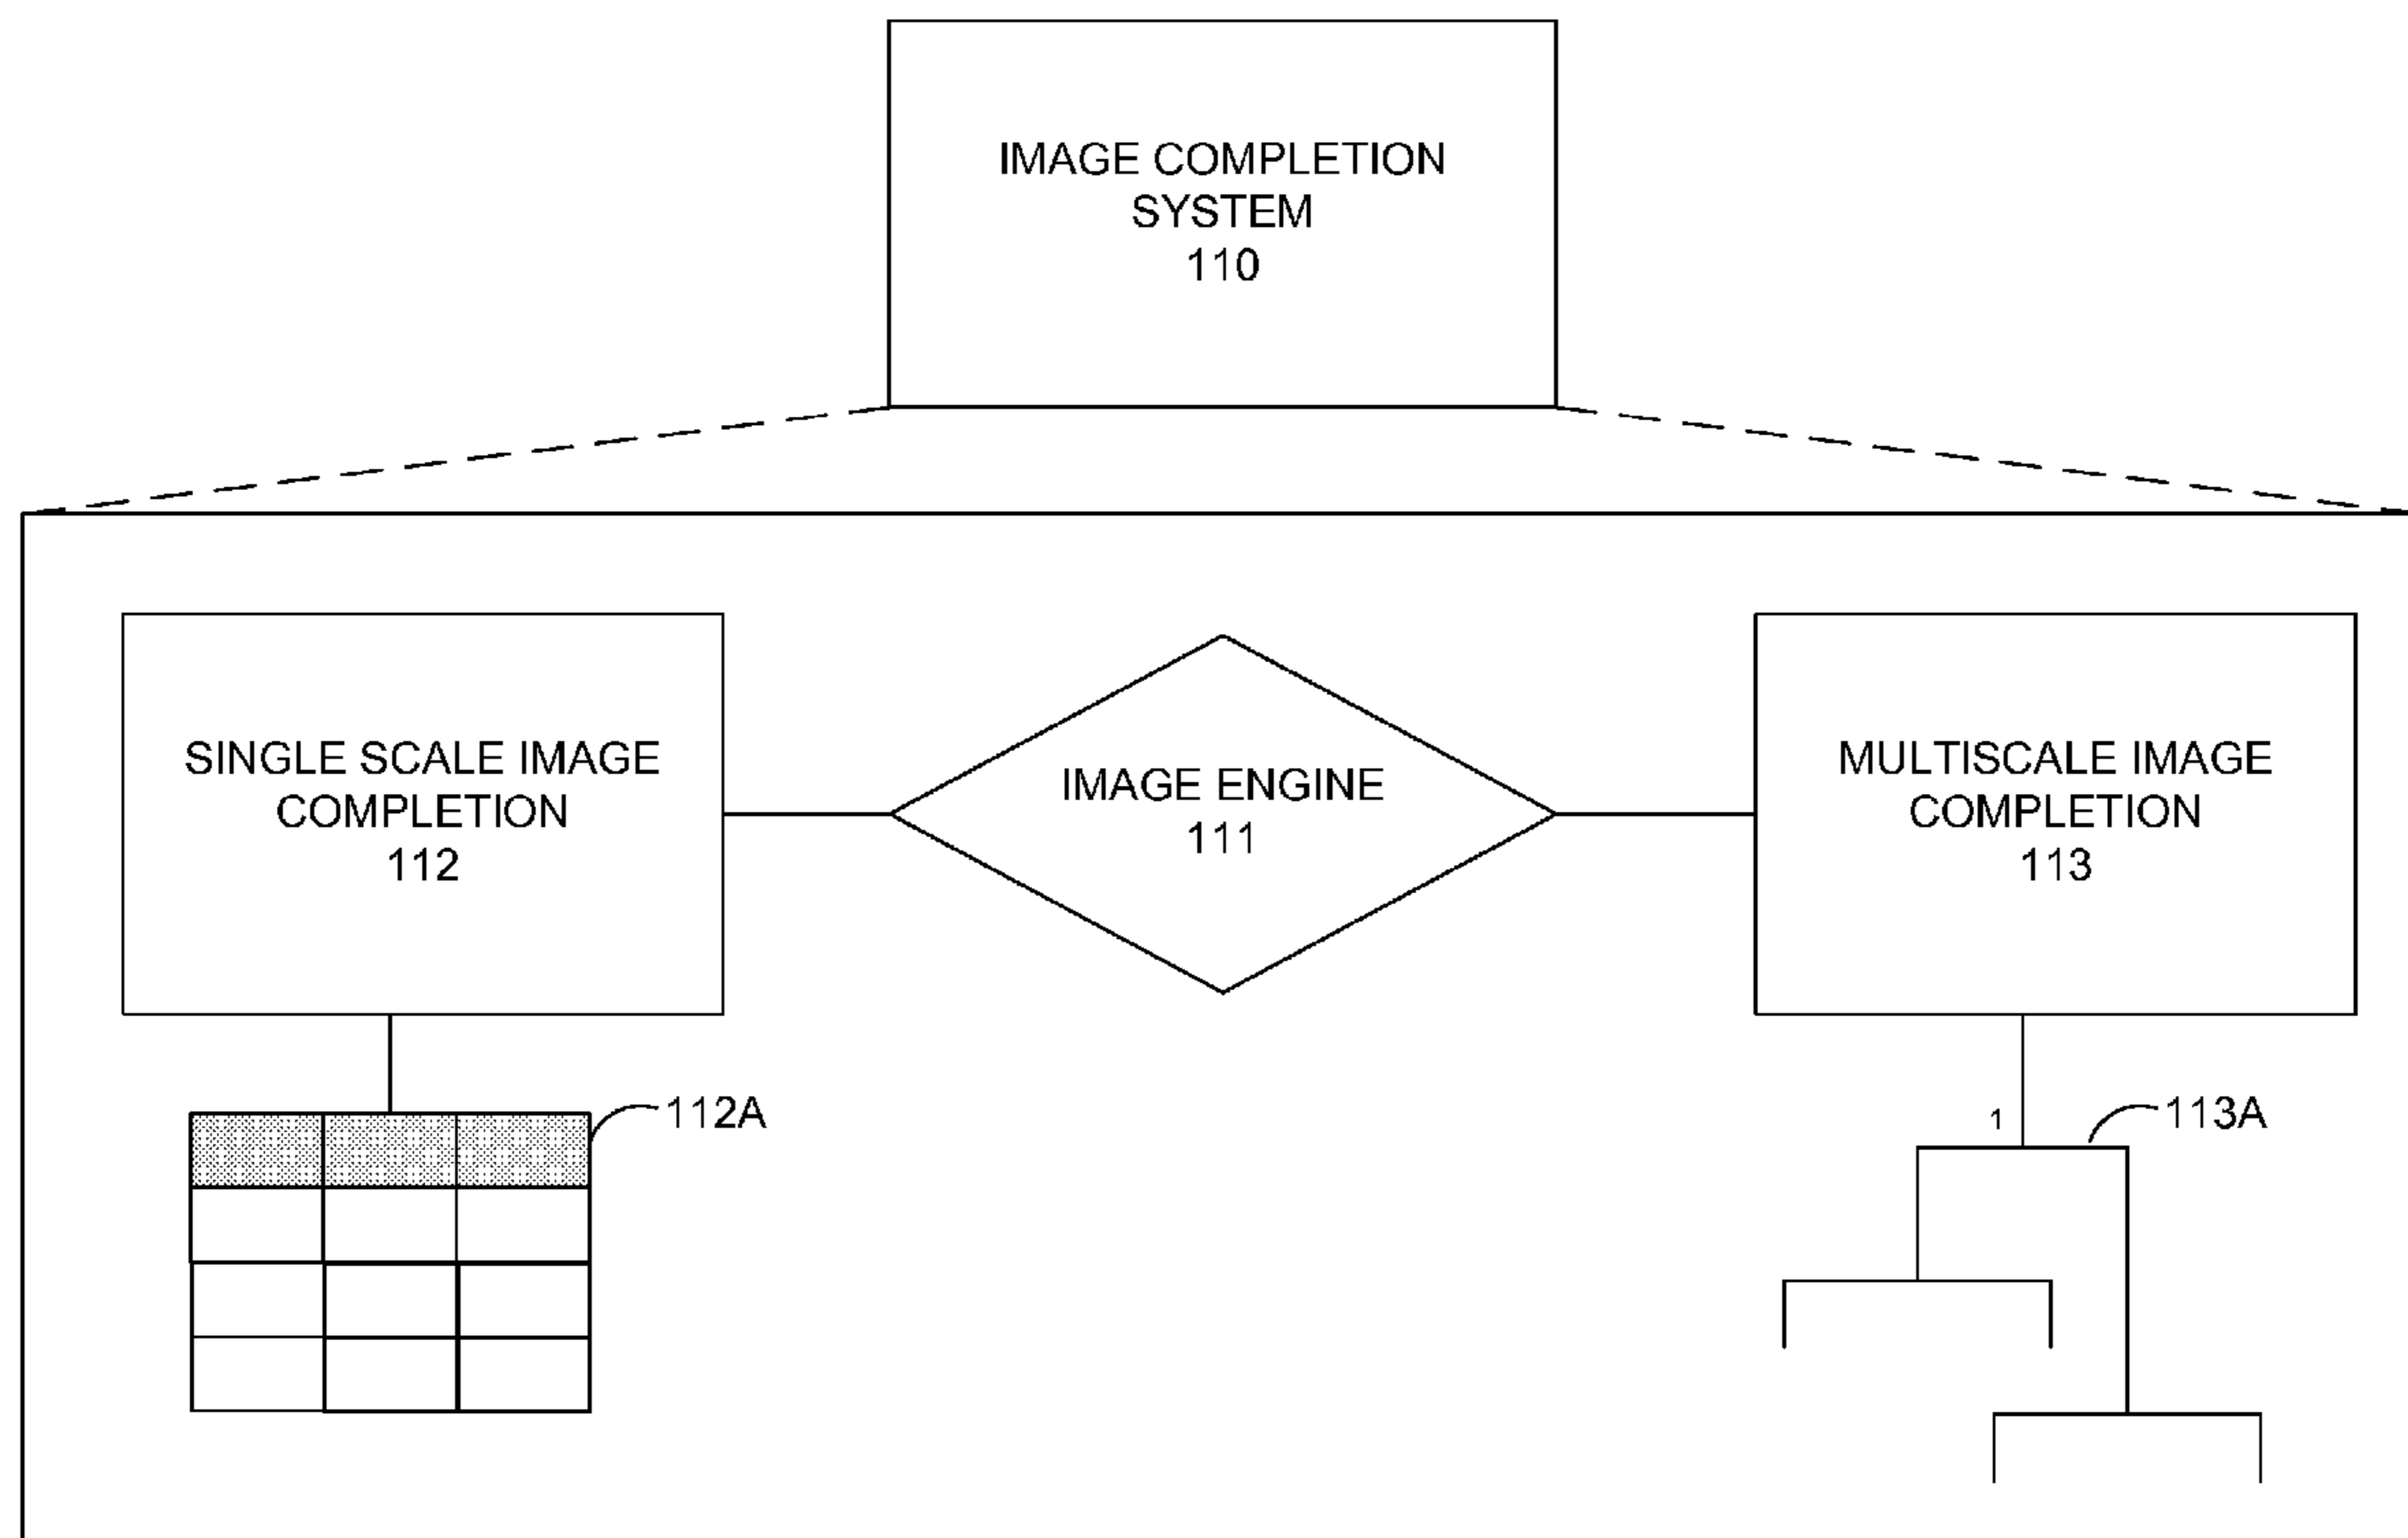 IMAGE COMPLETION
SYSTEM
110
SINGLE SCALE IMAGE
COMPLETION
112
IMAGE ENGINE
111
MULTISCALE IMAGE
COMPLETION
113
112A
1
113A